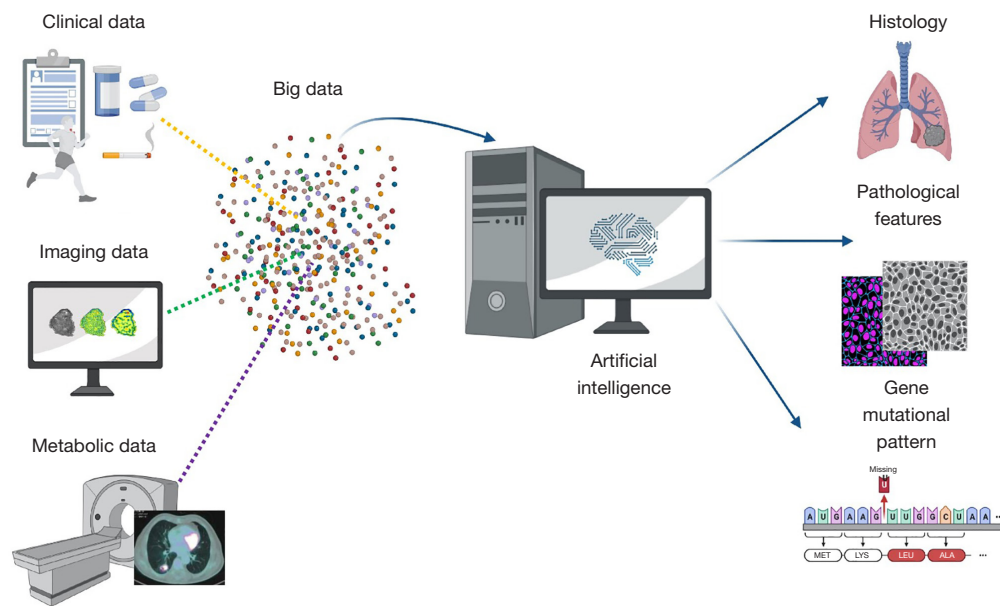 Clinical data
Big data
Imaging data
Metabolic data
Artificial
intelligence
Histology
Pathological
features
Gene
mutational
pattern
Missing
U
A U G A A G U U G G C U A A ...
MET LYS LEU ALA ...